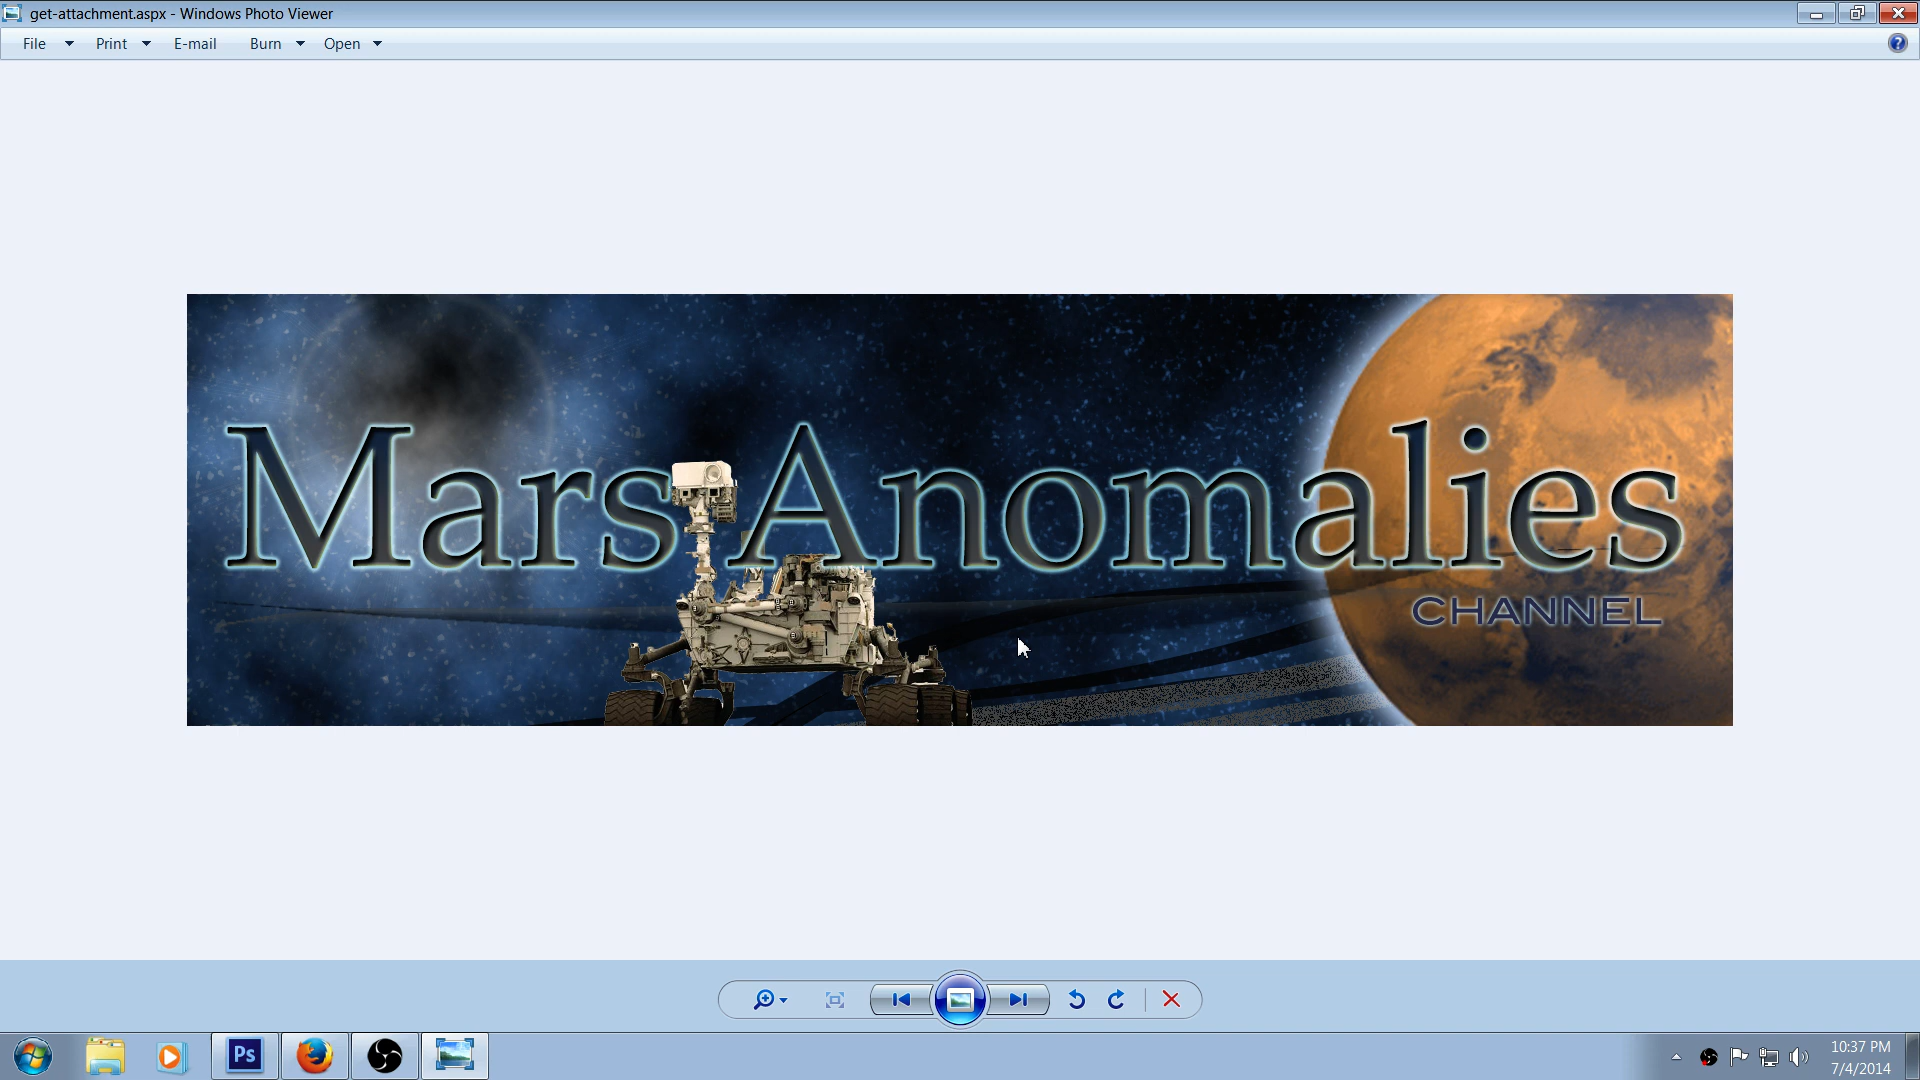 get-attachment.aspx - Windows Photo Viewer
File Print E-mail Burn Open
?
Mars Anomalies
CHANNEL
Ps
10:37 PM
7/4/2014